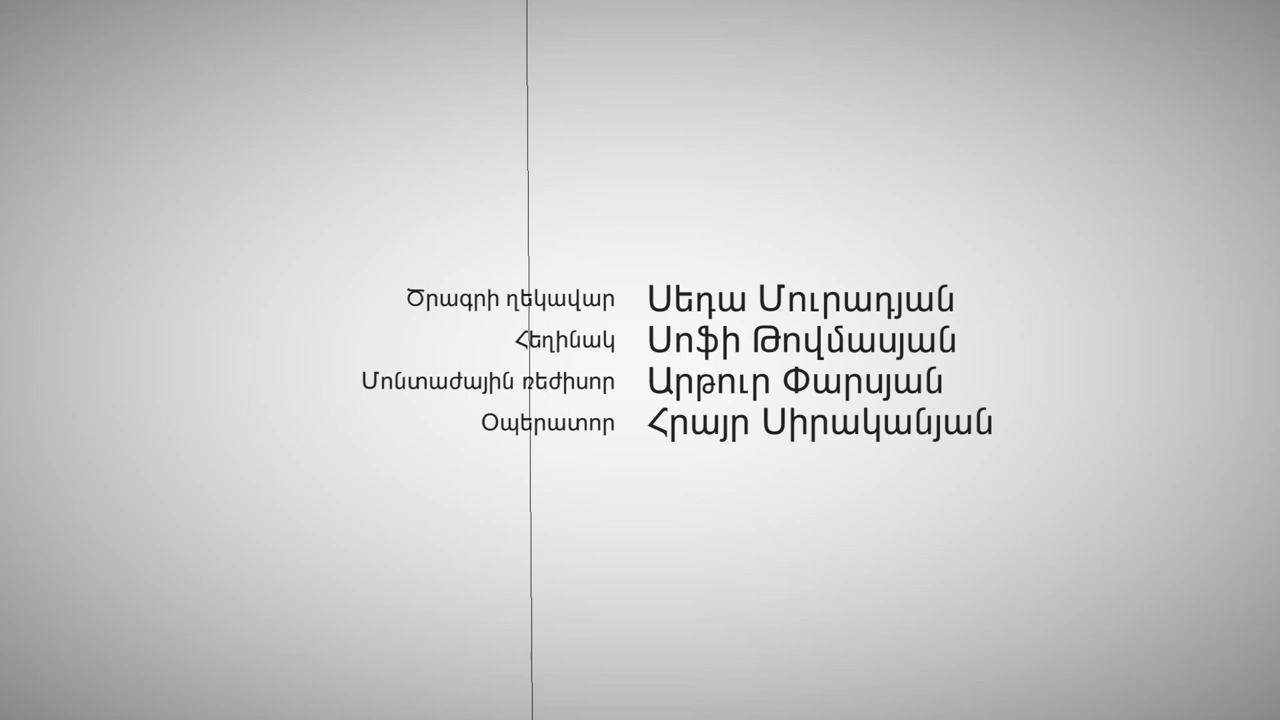 Ծրագրի ղեկավար Սեդա Մուրադյան
Հեղինակ Սոֆի Թովմասյան
Մոնտաժային ռեժիսոր Արթուր Փարսյան
Օպերատոր Հրայր Սիրականյան